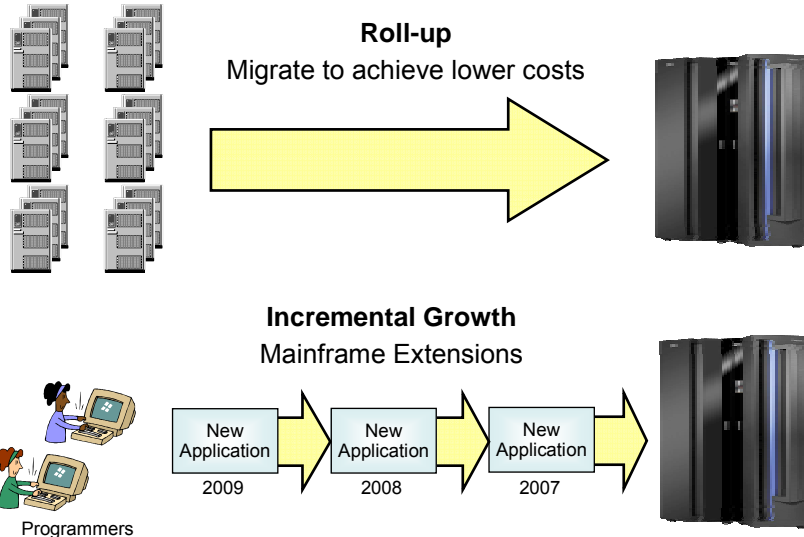 Roll-up
Migrate to achieve lower costs
Incremental Growth
Mainframe Extensions
New
Application
New
Application
New
Application
2009
2008
2007
Programmers